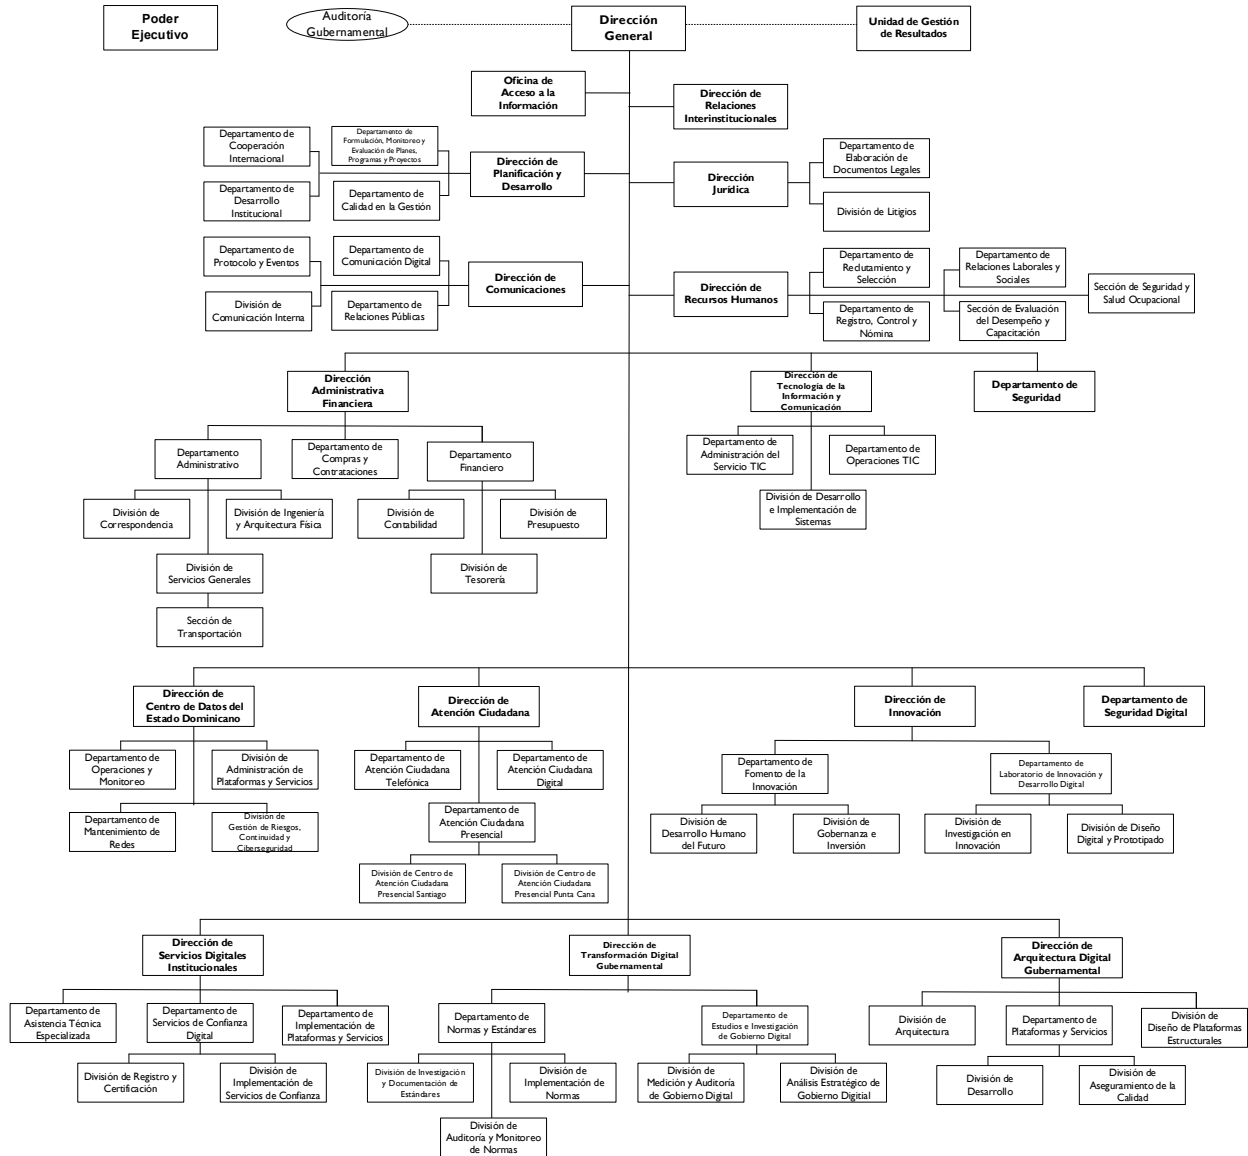 Poder
Ejecutivo
Auditoría
Gubernamental
Dirección
General
Unidad de Gestión
de Resultados
Oficina de
Acceso a la
Información
Dirección de
Relaciones
Interinstitucionales
Departamento de
Cooperación
Internacional
Departamento de
Formulación, Monitoreo y
Evaluación de Planes,
Programas y Proyectos
Dirección de
Planificación y
Desarrollo
Departamento de
Desarrollo
Institucional
Departamento de
Calidad en la Gestión
Dirección
Jurídica
Departamento de
Elaboración de
Documentos Legales
División de Litigios
Departamento de
Protocolo y Eventos
Departamento de
Comunicación Digital
Dirección de
Comunicaciones
División de
Comunicación Interna
Departamento de
Relaciones Públicas
Dirección de
Recursos Humanos
Departamento de
Reclutamiento y
Selección
Departamento de
Relaciones Laborales y
Sociales
Sección de Seguridad y
Salud Ocupacional
Departamento de
Registro, Control y
Nómina
Sección de Evaluación
del Desempeño y
Capacitación
Dirección
Administrativa
Financiera
Dirección de
Tecnología de la
Información y
Comunicación
Departamento de
Seguridad
Departamento
Administrativo
Departamento de
Compras y
Contrataciones
Departamento
Financiero
Departamento de
Administración del
Servicio TIC
Departamento de
Operaciones TIC
División de
Correspondencia
División de Ingeniería
y Arquitectura Física
División de
Contabilidad
División de
Presupuesto
División de Desarrollo
e Implementación de
Sistemas
División de
Servicios Generales
División de
Tesorería
Sección de
Transportación
Dirección de
Centro de Datos del
Estado Dominicano
Dirección de
Atención Ciudadana
Dirección de
Innovación
Departamento de
Seguridad Digital
Departamento de
Operaciones y
Monitoreo
División de
Administración de
Plataformas y Servicios
Departamento de
Atención Ciudadana
Telefónica
Departamento de
Atención Ciudadana
Digital
Departamento de
Fomento de la
Innovación
Departamento de
Laboratorio de Innovación y
Desarrollo Digital
Departamento de
Mantenimiento de
Redes
División de
Gestión de Riesgos,
Continuidad y
Ciberseguridad
Departamento de
Atención Ciudadana
Presencial
División de
Desarrollo Humano
del Futuro
División de
Gobernanza e
Inversión
División de
Investigación en
Innovación
División de Diseño
Digital y Prototipado
División de Centro de
Atención Ciudadana
Presencial Santiago
División de Centro de
Atención Ciudadana
Presencial Punta Cana
Dirección de
Servicios Digitales
Institucionales
Dirección de
Transformación Digital
Gubernamental
Dirección de
Arquitectura Digital
Gubernamental
Departamento de
Asistencia Técnica
Especializada
Departamento de
Servicios de Confianza
Digital
Departamento de
Implementación de
Plataformas y Servicios
Departamento de
Normas y Estándares
Departamento de
Estudios e Investigación
de Gobierno Digital
División de
Arquitectura
Departamento de
Plataformas y Servicios
División de
Diseño de Plataformas
Estructurales
División de Registro y
Certificación
División de
Implementación de
Servicios de Confianza
División de Investigación
y Documentación de
Estándares
División de
Implementación de
Normas
División de
Medición y Auditoría
de Gobierno Digital
División de
Análisis Estratégico de
Gobierno Digitial
División de
Desarrollo
División de
Aseguramiento de la
Calidad
División de
Auditoría y Monitoreo
de Normas